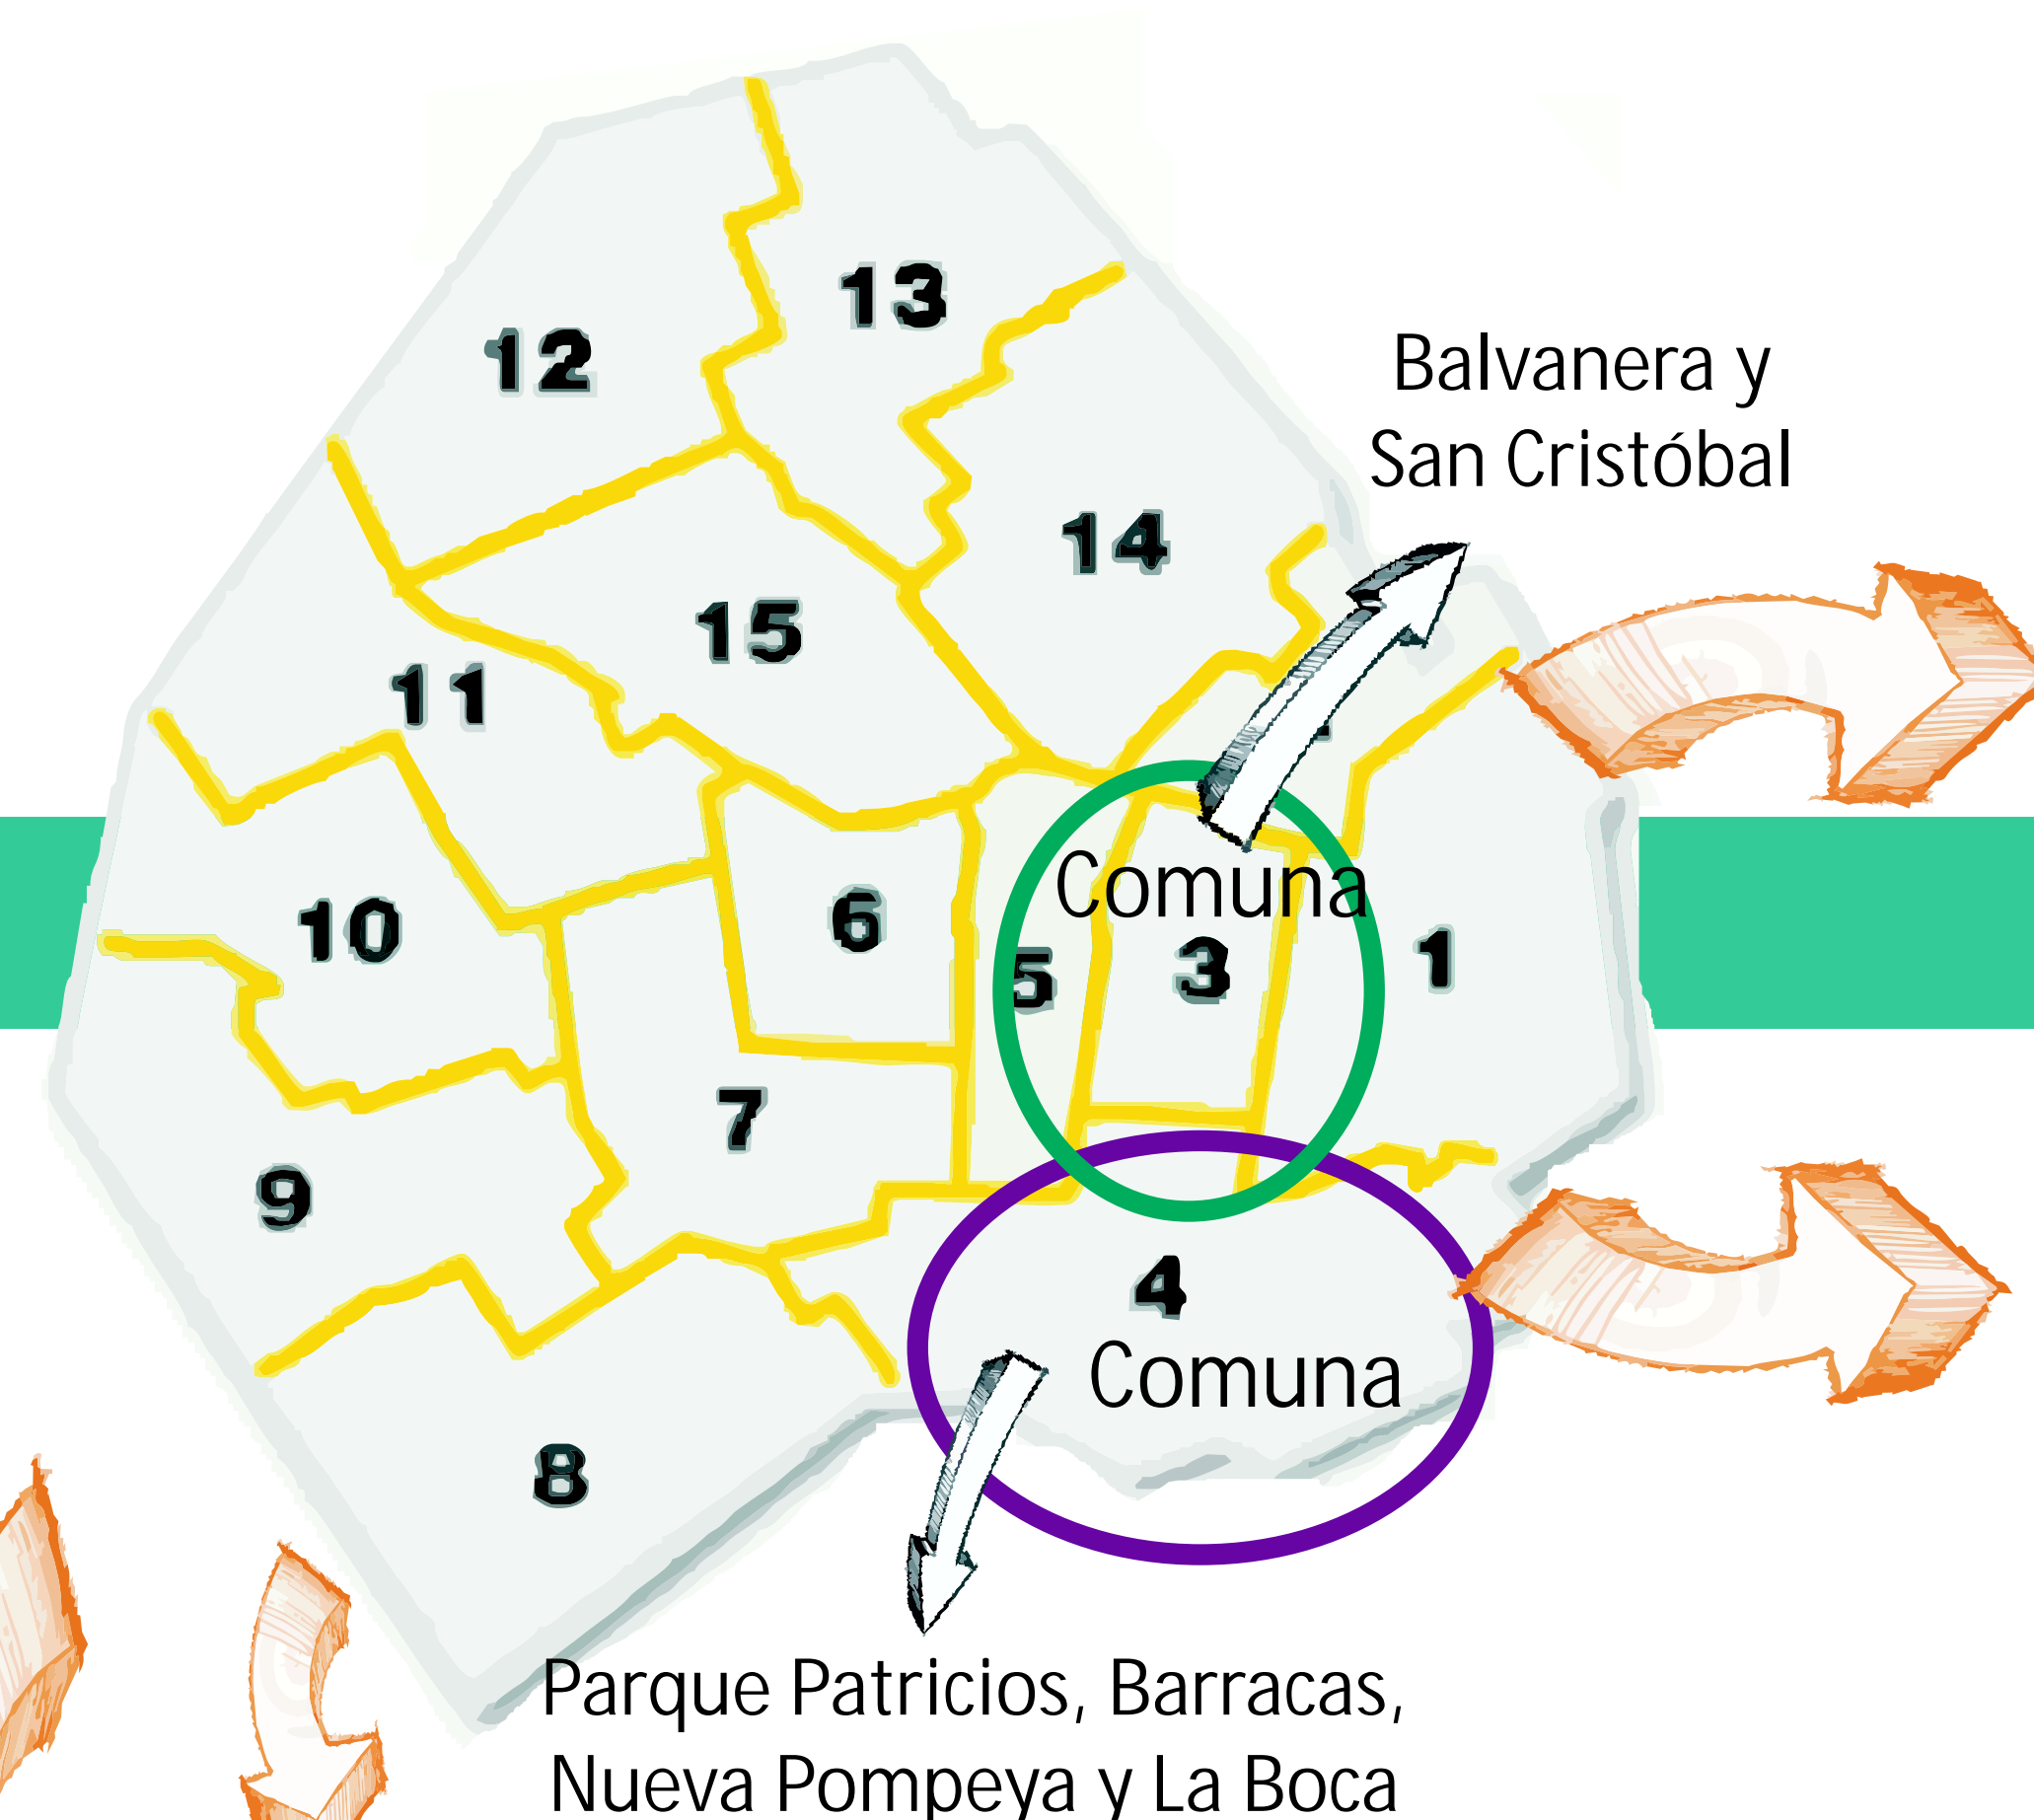 13
12
Balvanera y
San Cristóbal
14
15
11
Comuna
6
10
1
3
5
7
9
4
Comuna
8
Parque Patricios, Barracas,
Nueva Pompeya y La Boca